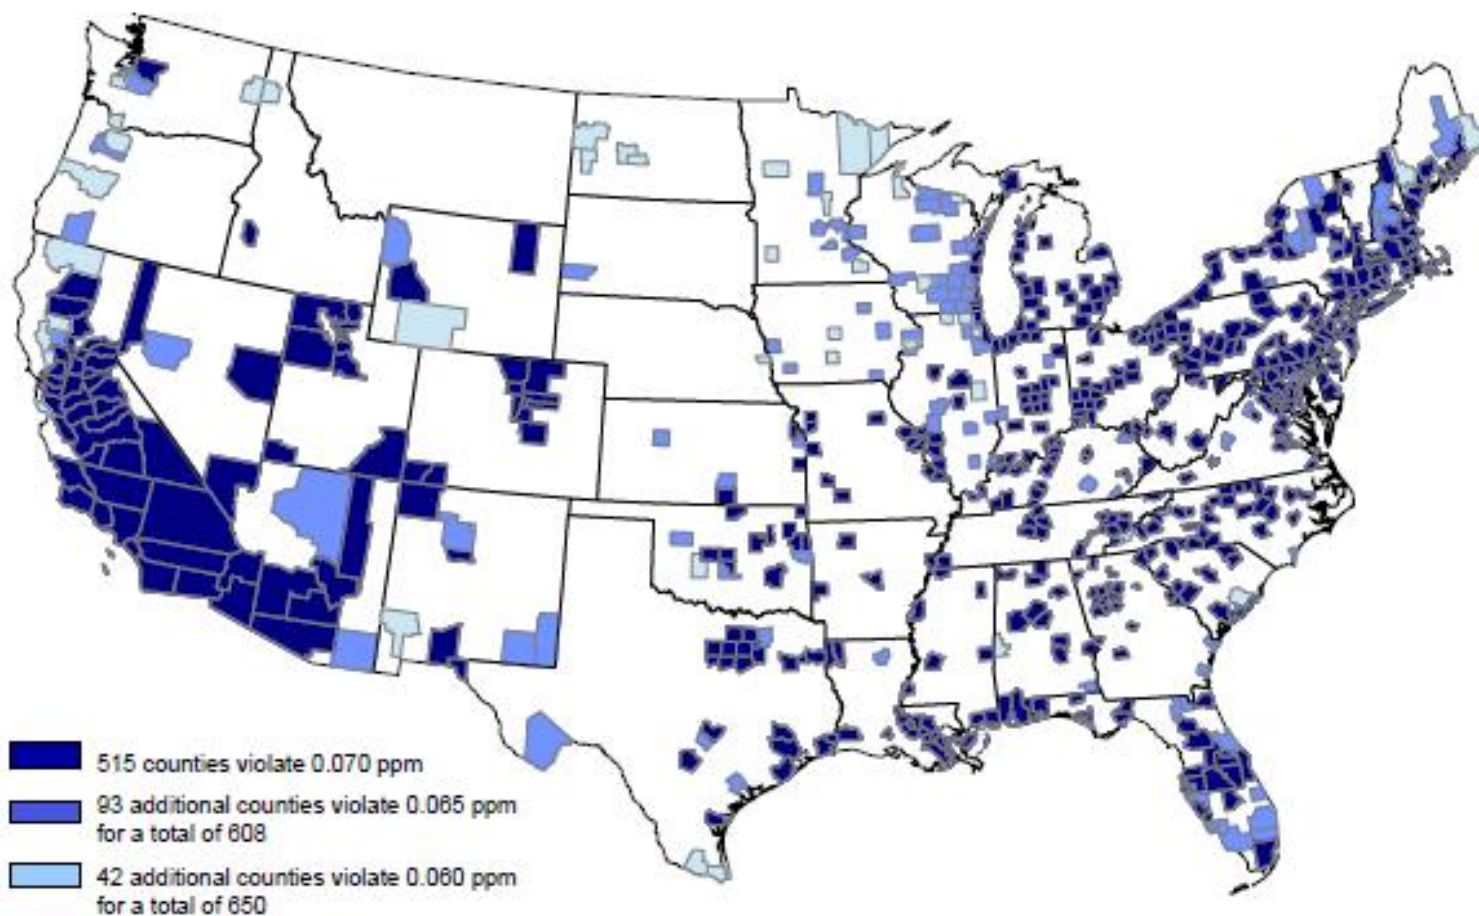 515 counties violate 0.070 ppm
93 additional counties violate 0.065 ppm
for a total of 608
42 additional counties violate 0.060 ppm
for a total of 650